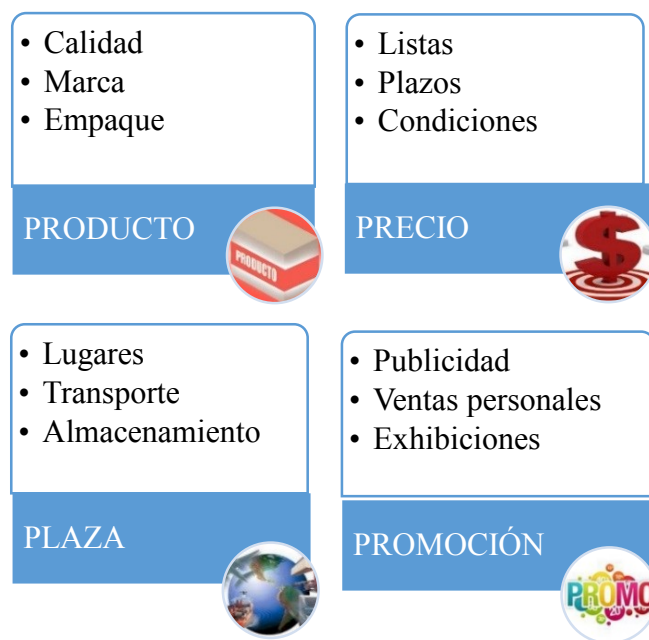 • Calidad
• Marca
• Empaque
PRODUCTO
PRODUCTO
• Listas
• Plazos
• Condiciones
PRECIO
$
• Lugares
• Transporte
• Almacenamiento
PLAZA
• Publicidad
• Ventas personales
• Exhibiciones
PROMOCIÓN
PROMO